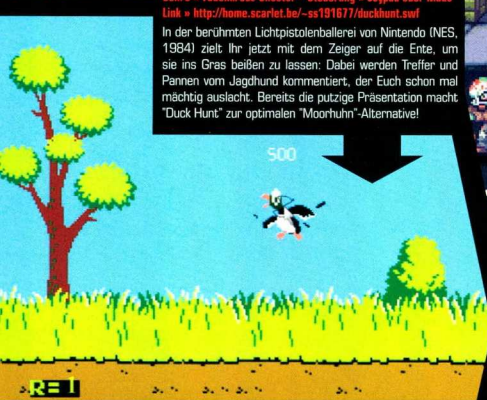 Link » http://home.scarlet.be/~ss191677/duckhunt.swf
In der berühmten Lichtpistolenballerei von Nintendo (NES,
1984) zielt Ihr jetzt mit dem Zeiger auf die Ente, um
sie ins Gras beißen zu lassen: Dabei werden Treffer und
Pannen vom Jagdhund kommentiert, der Euch schon mal
mächtig auslacht. Bereits die putzige Präsentation macht
"Duck Hunt" zur optimalen "Moorhuhn"-Alternative!
500
R=1